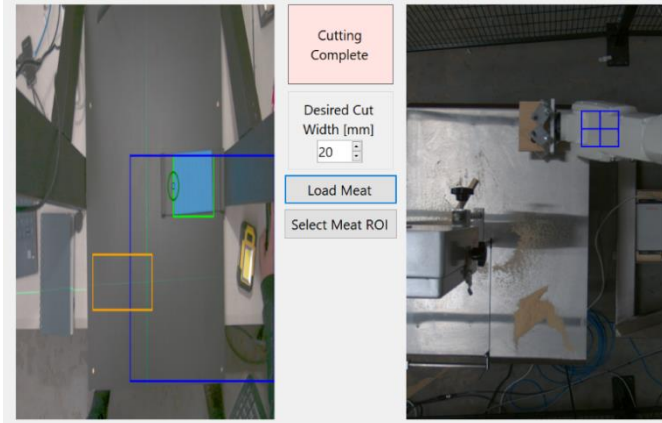 Cutting
Complete
Desired Cut
Width [mm]
20
Load Meat
Select Meat ROI